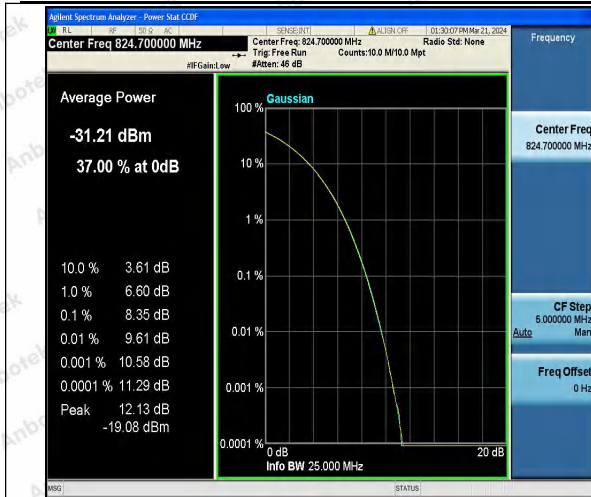 Agilent Spectrum Analyzer - Power Stat CCDF
RL RF 50 Ω AC SENSE:INT ALIGN OFF 01:30:07 PM Mar 21, 2024
Center Freq 824.700000 MHz
Center Freq: 824.700000 MHz Radio Std: None
Trig: Free Run Counts:10.0 M/10.0 Mpt
#IFGain:Low #Atten: 46 dB
Frequency
Average Power
-31.21 dBm
37.00 % at 0dB
10.0 % 3.61 dB
1.0 % 6.60 dB
0.1 % 8.35 dB
0.01 % 9.61 dB
0.001 % 10.58 dB
0.0001 % 11.29 dB
Peak 12.13 dB
-19.08 dBm
Gaussian
100 %
10 %
1 %
0.1 %
0.01 %
0.001 %
0.0001 %
0 dB 20 dB
Info BW 25.000 MHz
Center Freq
824.700000 MHz
CF Step
5.000000 MHz
Auto Man
Freq Offset
0 Hz
MSG STATUS